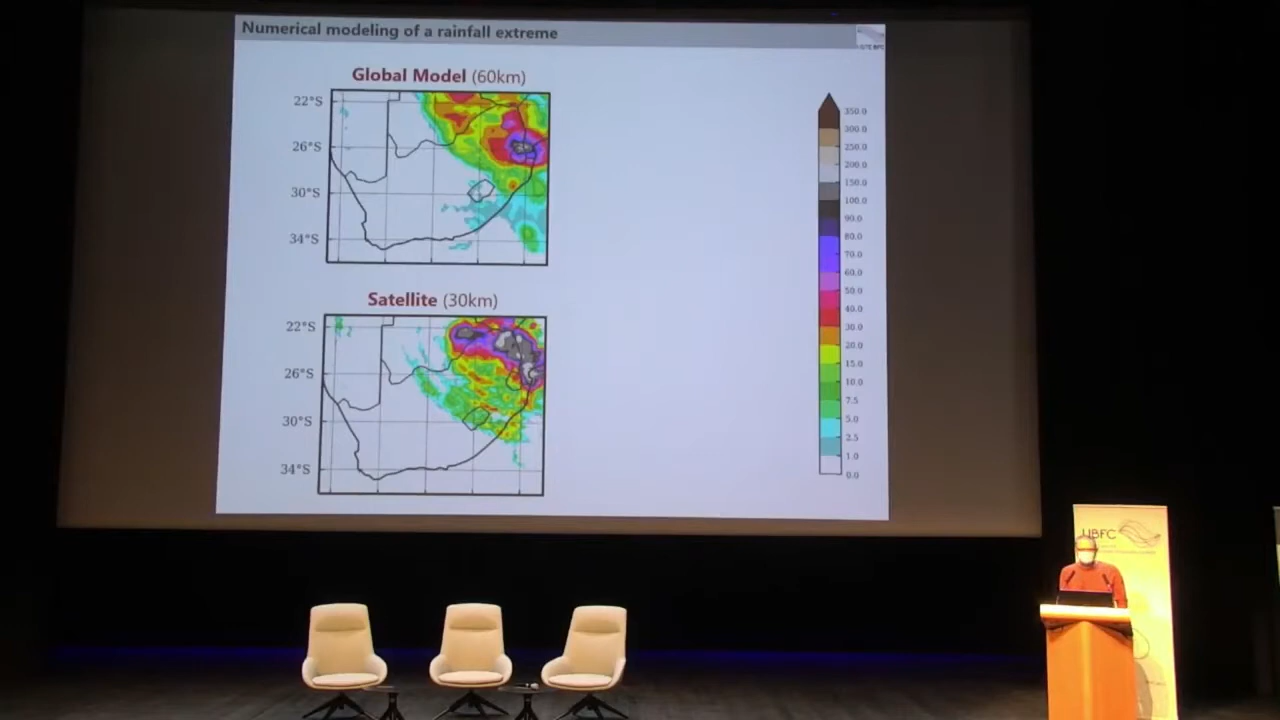 Numerical modeling of a rainfall extreme
Global Model (60km)
22°S
26°S
30°S
34°S
Satellite (30km)
22°S
26°S
30°S
34°S
350.0
300.0
250.0
200.0
150.0
100.0
90.0
80.0
70.0
60.0
50.0
40.0
30.0
20.0
15.0
10.0
7.5
5.0
2.5
1.0
0.0
UBFC